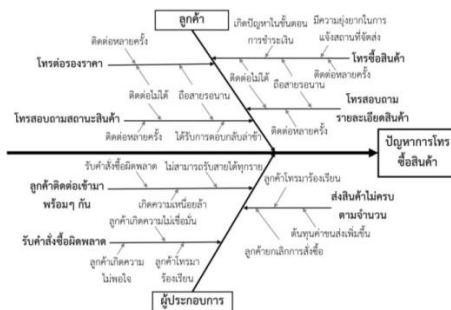 ลูกค้า
เกิดปัญหาในขั้นตอน
การชำระเงิน
มีความยุ่งยากในการ
แจ้งสถานที่จัดส่ง
ติดต่อหลายครั้ง
โทรต่อรองราคา
โทรซื้อสินค้า
ติดต่อไม่ได้
ถือสายรอนาน
ติดต่อไม่ได้
ถือสายรอนาน
ติดต่อหลายครั้ง
โทรสอบถามสถานะสินค้า
โทรสอบถาม
รายละเอียดสินค้า
ติดต่อหลายครั้ง
ได้รับการตอบกลับล่าช้า
ติดต่อหลายครั้ง
ปัญหาการโทร
ซื้อสินค้า
รับคำสั่งซื้อผิดพลาด
ไม่สามารถรับสายได้ทุกราย
ลูกค้าติดต่อเข้ามา
พร้อมๆ กัน
เกิดความเหนื่อยล้า
ลูกค้าโทรมาร้องเรียน
ส่งสินค้าไม่ครบ
ตามจำนวน
ลูกค้าเกิดความไม่เชื่อมั่น
ต้นทุนค่าขนส่งเพิ่มขึ้น
รับคำสั่งซื้อผิดพลาด
ลูกค้ายกเลิกการสั่งซื้อ
ลูกค้าเกิดความ
ไม่พอใจ
ลูกค้าโทรมา
ร้องเรียน
ผู้ประกอบการ